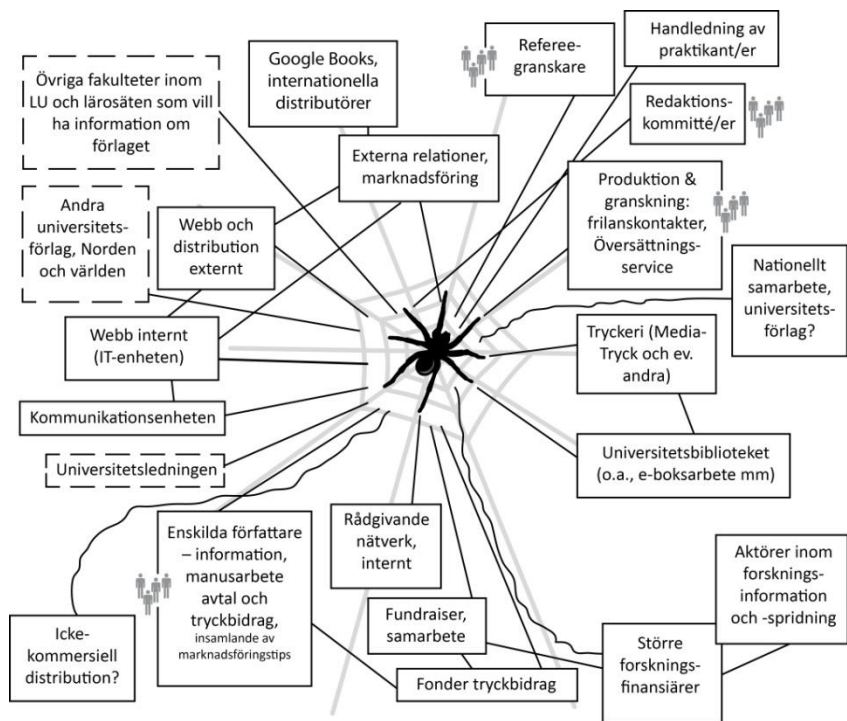 Google Books,
internationella
distributörer
Referee-
granskare
Handledning av
praktikant/er
Övriga fakulteter inom
LU och lärosäten som vill
ha information om
förlaget
Redaktions-
kommitté/er
Externa relationer,
marknadsföring
Produktion &
granskning:
frilanskontakter,
Översättnings-
service
Andra
universitets-
förlag, Norden
och världen
Webb och
distribution
externt
Nationellt
samarbete,
universitets-
förlag?
Webb internt
(IT-enheten)
Tryckeri (Media-
Tryck och ev.
andra)
Kommunikationsenheten
Universitetsledningen
Universitetsbiblioteket
(o.a., e-boksarbete mm)
Enskilda författare
– information,
manusarbete
avtal och
tryckbidrag,
insamlande av
marknadsföringstips
Rådgivande
nätverk,
internt
Aktörer inom
forsknings-
information
och -spridning
Icke-
kommersiell
distribution?
Fundraiser,
samarbete
Större
forsknings-
finansiärer
Fonder tryckbidrag